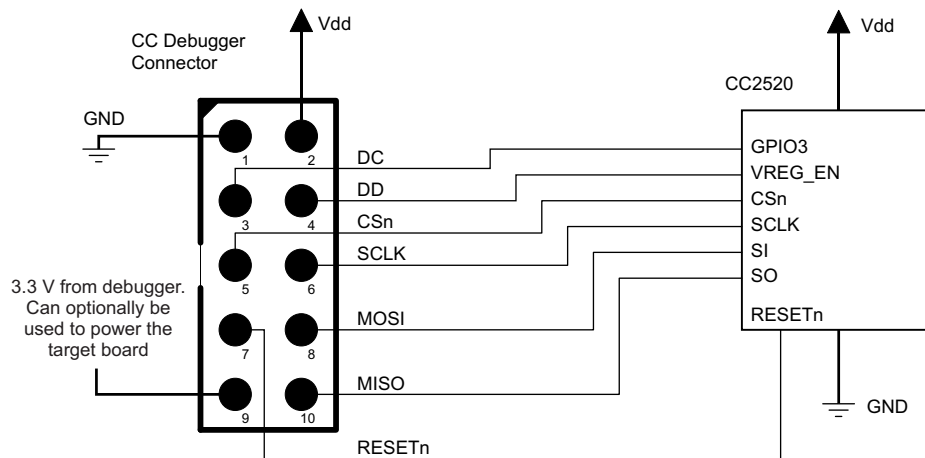 Vdd
CC Debugger
Connector
GND
1
2
DC
3
4
DD
CSn
5
6
SCLK
3.3 V from debugger.
Can optionally be
used to power the
target board
7
8
MOSI
9
10
MISO
RESETn
Vdd
CC2520
GPIO3
VREG_EN
CSn
SCLK
SI
SO
RESETn
GND